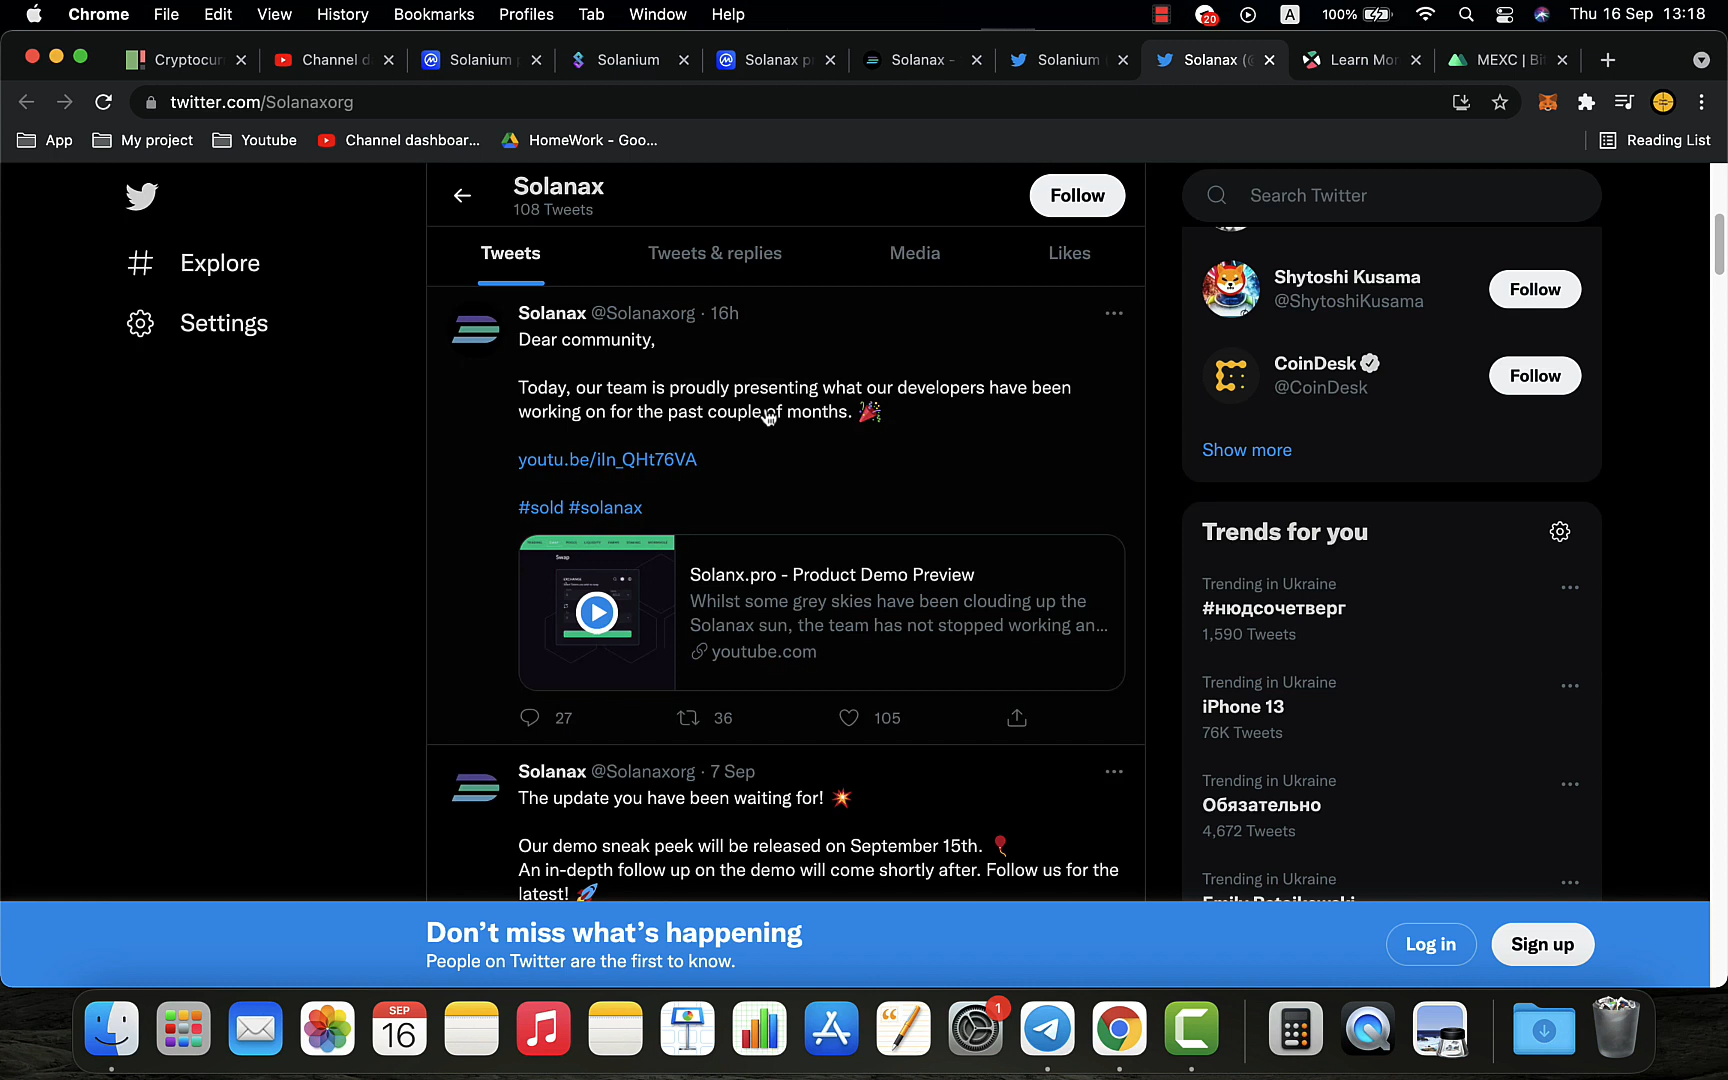 Chrome File Edit View History Bookmarks Profiles Tab Window Help 20 A 100% Thu 16 Sep 13:18
Cryptocur Channel d Solanium Solanium Solanax p Solanax - Solanium Solanax ( Learn Mor MEXC | Bit
twitter.com/Solanaxorg
App My project Youtube Channel dashboar... HomeWork - Goo... Reading List
Solanax
108 Tweets
Follow
Search Twitter
Explore
Settings
Tweets Tweets & replies Media Likes
Solanax @Solanaxorg · 16h
Dear community,
Today, our team is proudly presenting what our developers have been
working on for the past couple of months. 🎉
youtu.be/iIn_QHt76VA
#sold #solanax
Swap
Solanx.pro - Product Demo Preview
Whilst some grey skies have been clouding up the
Solanax sun, the team has not stopped working an...
youtube.com
27 36 105
Solanax @Solanaxorg · 7 Sep
The update you have been waiting for! 💥
Our demo sneak peek will be released on September 15th. 🎈
An in-depth follow up on the demo will come shortly after. Follow us for the
latest! 🚀
Shytoshi Kusama
@ShytoshiKusama
Follow
CoinDesk
@CoinDesk
Follow
Show more
Trends for you
Trending in Ukraine
#нюдсочетверг
1,590 Tweets
Trending in Ukraine
iPhone 13
76K Tweets
Trending in Ukraine
Обязательно
4,672 Tweets
Trending in Ukraine
Emily Ratajkowski
Don't miss what's happening
People on Twitter are the first to know.
Log in
Sign up
SEP
16
1